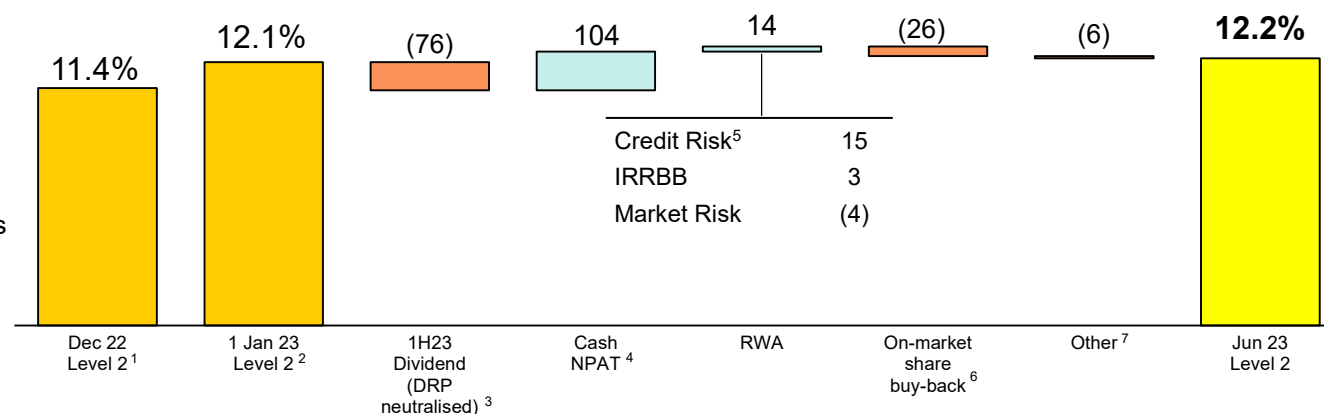 11.4%
12.1%
(76)
104
14
(26)
(6)
12.2%
Credit Risk5 15
IRRBB 3
Market Risk (4)
s
Dec 22
Level 2 1
1 Jan 23
Level 2 2
1H23
Dividend
(DRP
neutralised) 3
Cash
NPAT 4
RWA
On-market
share
buy-back 6
Other 7
Jun 23
Level 2